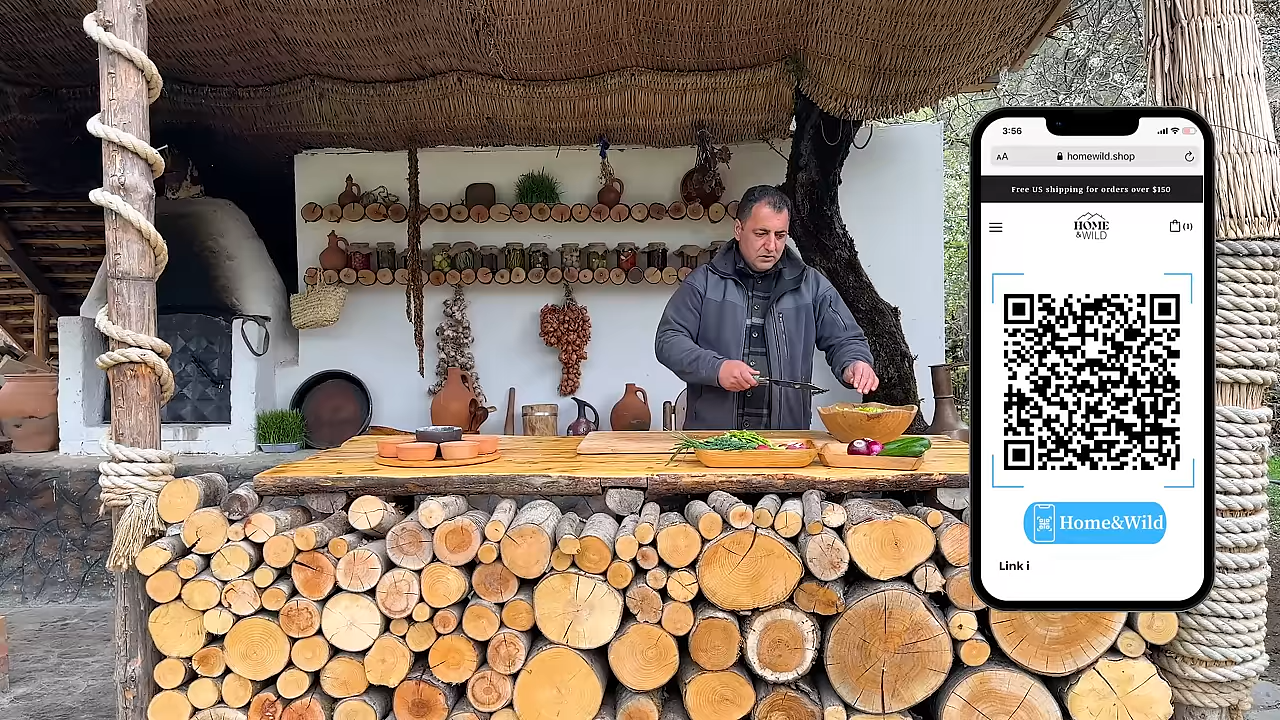 3:56
AA homewild.shop
Free US shipping for orders over $150
HOME
&WILD
(1)
Home&Wild
Link i